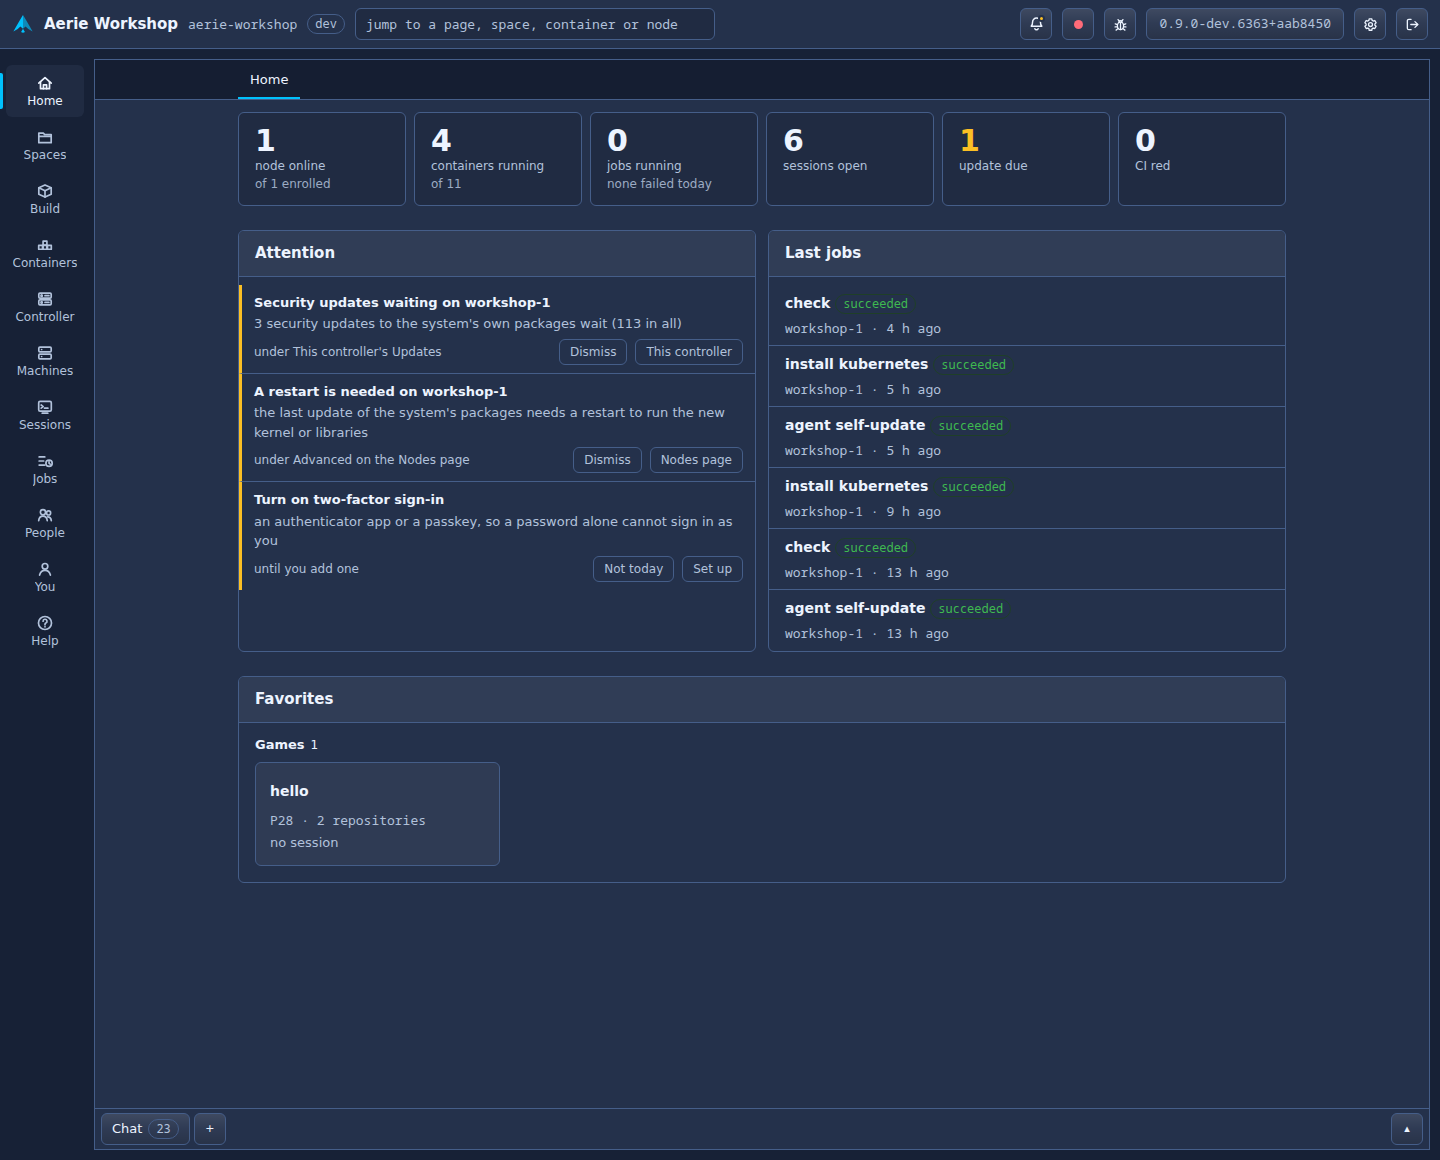 Aerie Workshop aerie-workshop dev jump to a page, space, container or node 0.9.0-dev.6363+aab8450
Home
Spaces
Build
Containers
Controller
Machines
Sessions
Jobs
People
You
Help
Home
1
node online
of 1 enrolled
4
containers running
of 11
0
jobs running
none failed today
6
sessions open
1
update due
0
CI red
Attention
Security updates waiting on workshop-1
3 security updates to the system's own packages wait (113 in all)
under This controller's Updates Dismiss This controller
A restart is needed on workshop-1
the last update of the system's packages needs a restart to run the new
kernel or libraries
under Advanced on the Nodes page Dismiss Nodes page
Turn on two-factor sign-in
an authenticator app or a passkey, so a password alone cannot sign in as
you
until you add one Not today Set up
Last jobs
check succeeded
workshop-1 · 4 h ago
install kubernetes succeeded
workshop-1 · 5 h ago
agent self-update succeeded
workshop-1 · 5 h ago
install kubernetes succeeded
workshop-1 · 9 h ago
check succeeded
workshop-1 · 13 h ago
agent self-update succeeded
workshop-1 · 13 h ago
Favorites
Games 1
hello
P28 · 2 repositories
no session
Chat 23 +